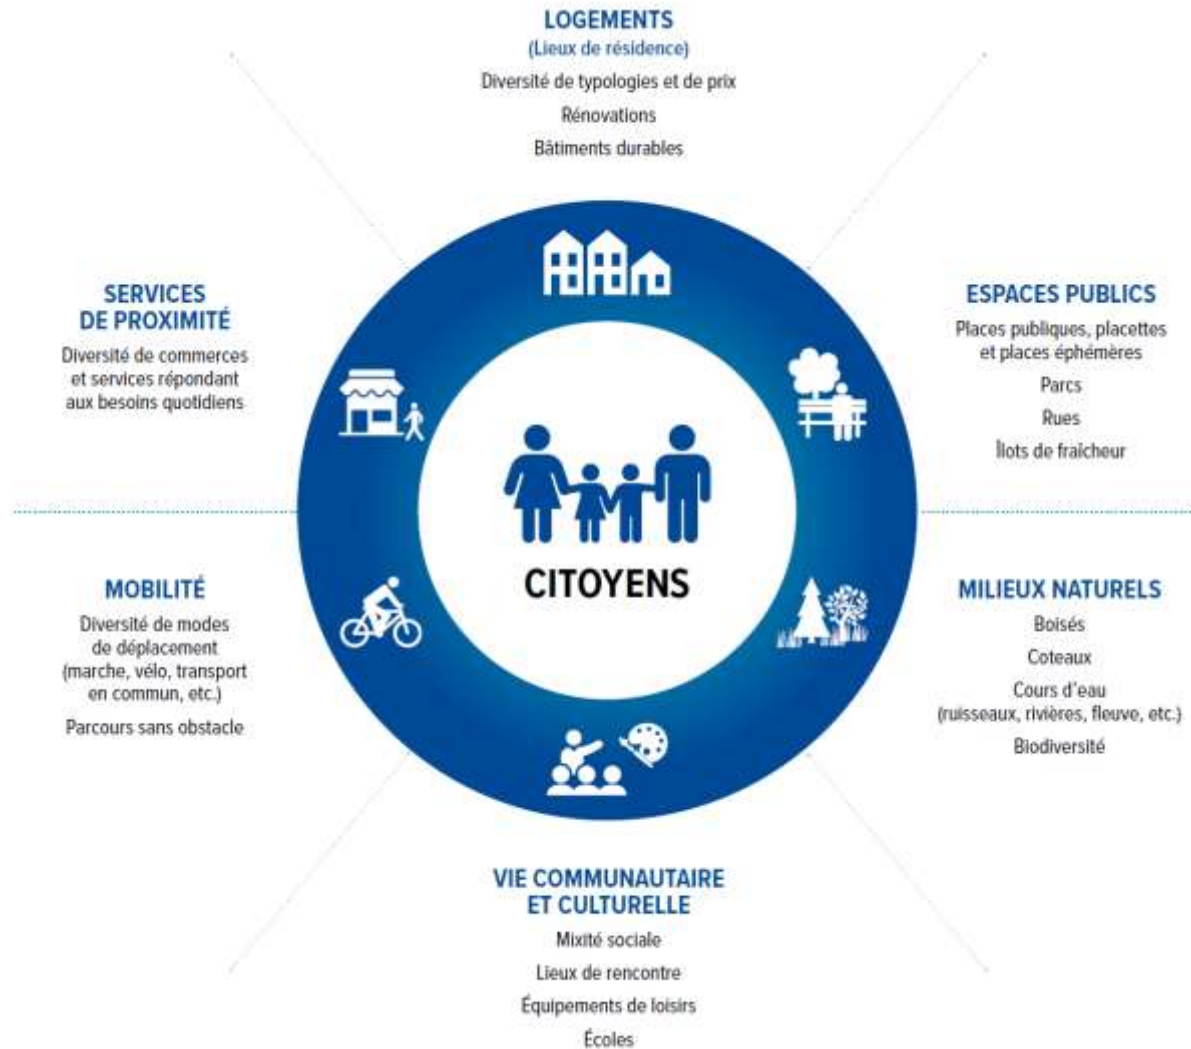 LOGEMENTS
(Lieux de résidence)
Diversité de typologies et de prix
Rénovations
Bâtiments durables
SERVICES
DE PROXIMITÉ
Diversité de commerces
et services répondant
aux besoins quotidiens
ESPACES PUBLICS
Places publiques, placettes
et places éphémères
Parcs
Rues
Îlots de fraîcheur
CITOYENS
MOBILITÉ
Diversité de modes
de déplacement
(marche, vélo, transport
en commun, etc.)
Parcours sans obstacle
MILIEUX NATURELS
Boisés
Coteaux
Cours d'eau
(ruisseaux, rivières, fleuve, etc.)
Biodiversité
VIE COMMUNAUTAIRE
ET CULTURELLE
Mixité sociale
Lieux de rencontre
Équipements de loisirs
Écoles